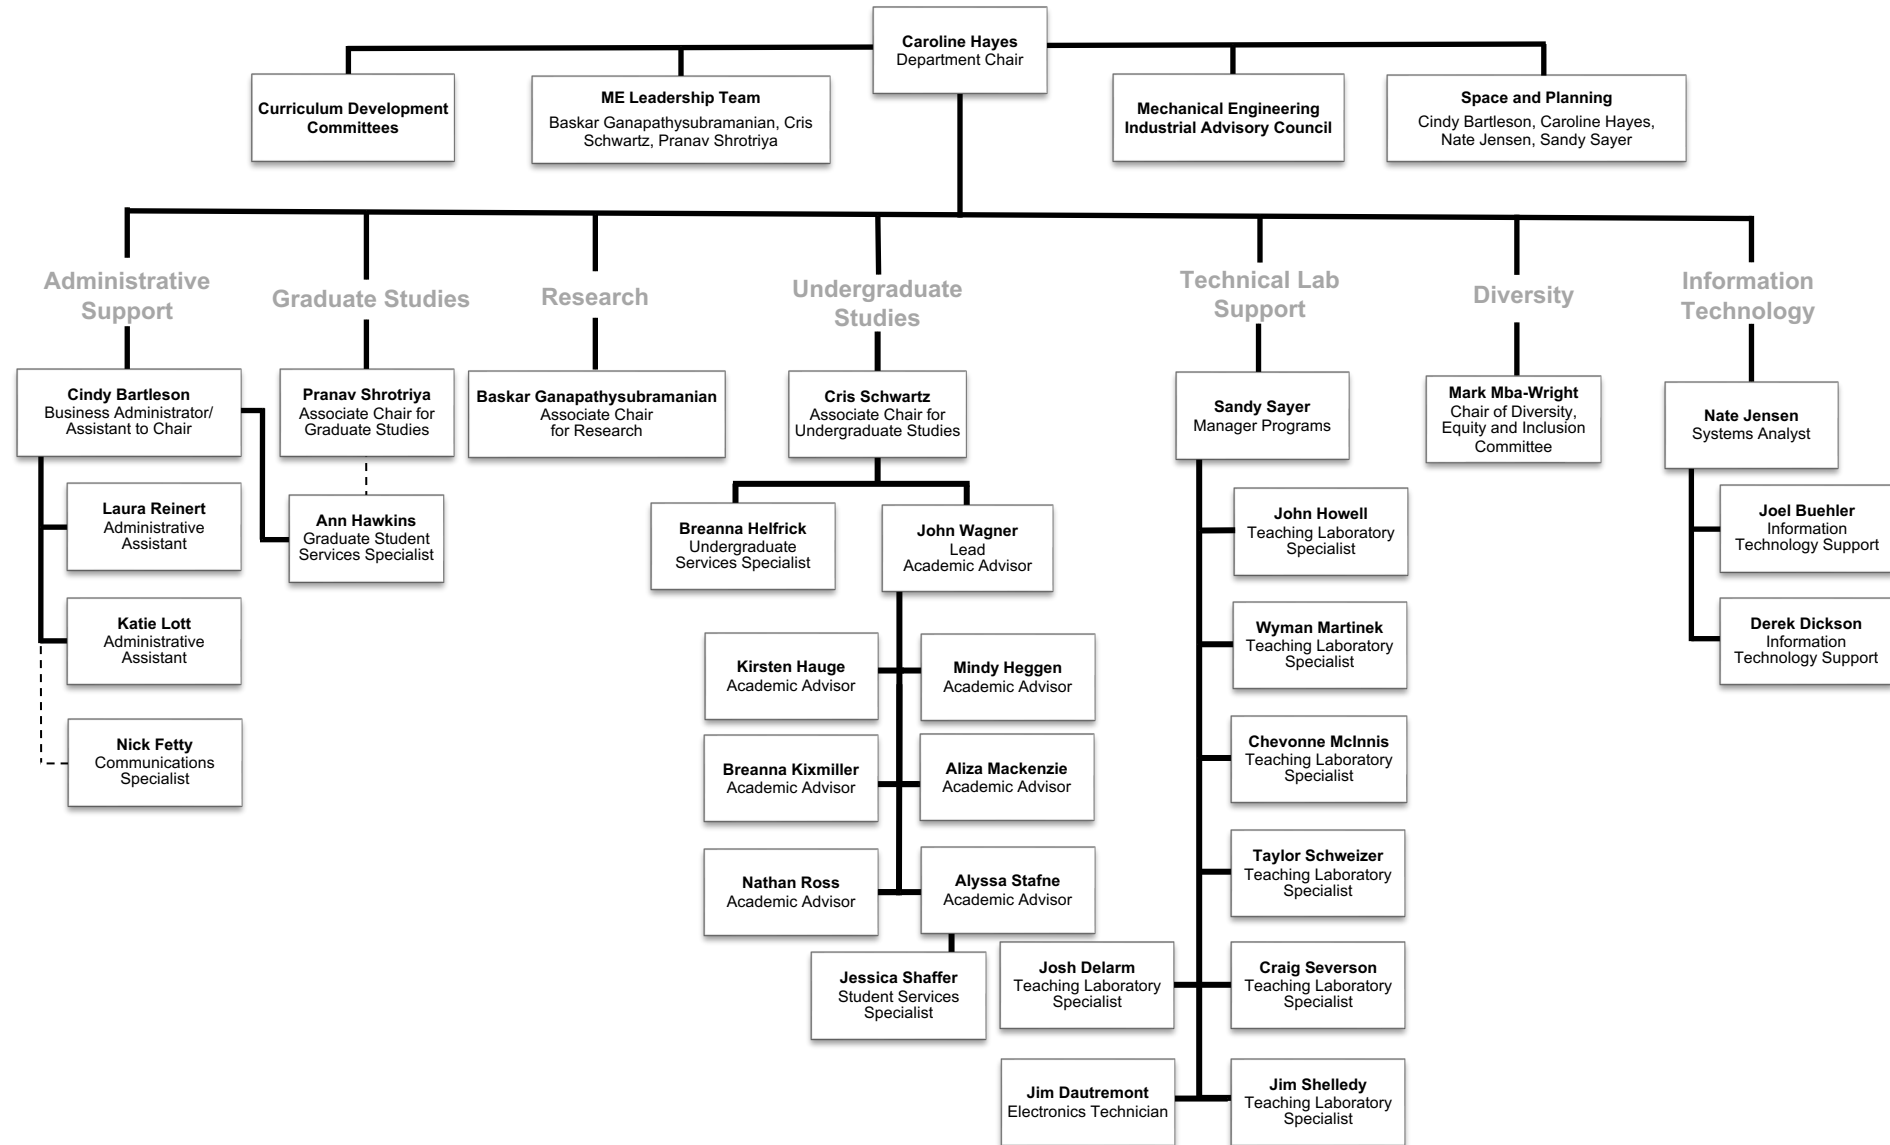 Caroline Hayes
Department Chair
Curriculum Development
Committees
ME Leadership Team
Baskar Ganapathysubramanian, Cris
Schwartz, Pranav Shrotriya
Mechanical Engineering
Industrial Advisory Council
Space and Planning
Cindy Bartleson, Caroline Hayes,
Nate Jensen, Sandy Sayer
Administrative
Support
Graduate Studies
Research
Undergraduate
Studies
Technical Lab
Support
Diversity
Information
Technology
Cindy Bartleson
Business Administrator/
Assistant to Chair
Laura Reinert
Administrative
Assistant
Katie Lott
Administrative
Assistant
Nick Fetty
Communications
Specialist
Pranav Shrotriya
Associate Chair for
Graduate Studies
Ann Hawkins
Graduate Student
Services Specialist
Baskar Ganapathysubramanian
Associate Chair
for Research
Cris Schwartz
Associate Chair for
Undergraduate Studies
Breanna Helfrick
Undergraduate
Services Specialist
John Wagner
Lead
Academic Advisor
Kirsten Hauge
Academic Advisor
Mindy Heggen
Academic Advisor
Breanna Kixmiller
Academic Advisor
Aliza Mackenzie
Academic Advisor
Nathan Ross
Academic Advisor
Alyssa Stafne
Academic Advisor
Jessica Shaffer
Student Services
Specialist
Sandy Sayer
Manager Programs
John Howell
Teaching Laboratory
Specialist
Wyman Martinek
Teaching Laboratory
Specialist
Chevonne McInnis
Teaching Laboratory
Specialist
Taylor Schweizer
Teaching Laboratory
Specialist
Josh Delarm
Teaching Laboratory
Specialist
Craig Severson
Teaching Laboratory
Specialist
Jim Dautremont
Electronics Technician
Jim Shelledy
Teaching Laboratory
Specialist
Mark Mba-Wright
Chair of Diversity,
Equity and Inclusion
Committee
Nate Jensen
Systems Analyst
Joel Buehler
Information
Technology Support
Derek Dickson
Information
Technology Support